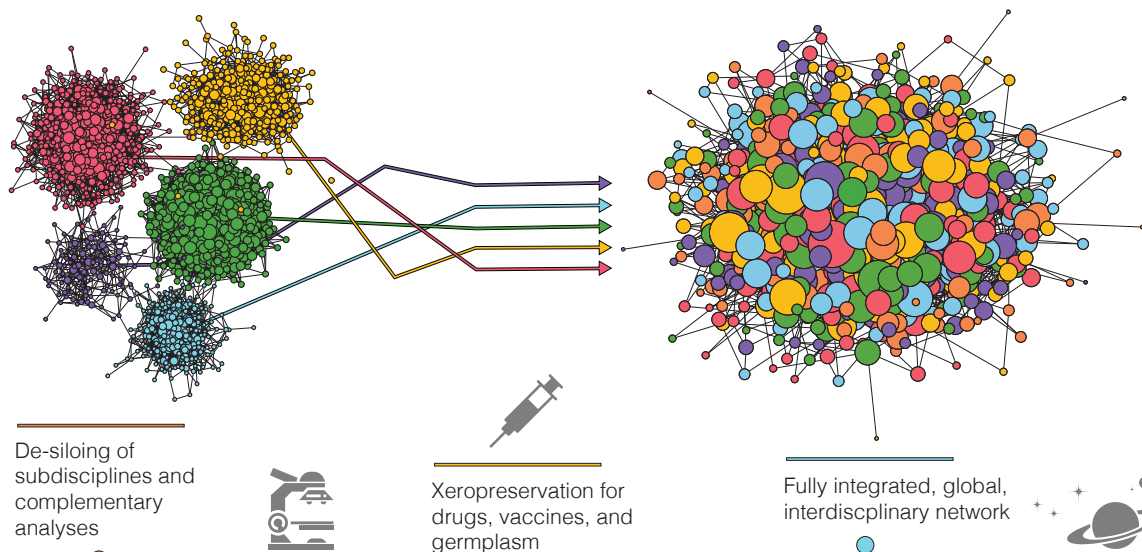 De-siloing of
subdisciplines and
complementary
analyses
Xeropreservation for
drugs, vaccines, and
germplasm
Fully integrated, global,
interdiscplinary network